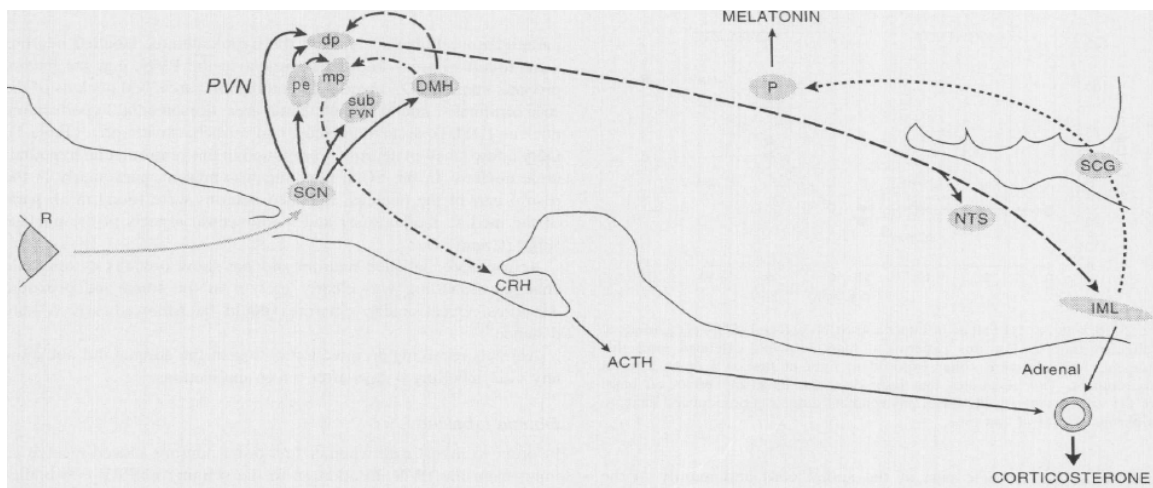 MELATONIN
dp
PVN
pe
mp
DMH
P
sub
PVN
SCG
SCN
R
NTS
CRH
IML
ACTH
Adrenal
CORTICOSTERONE